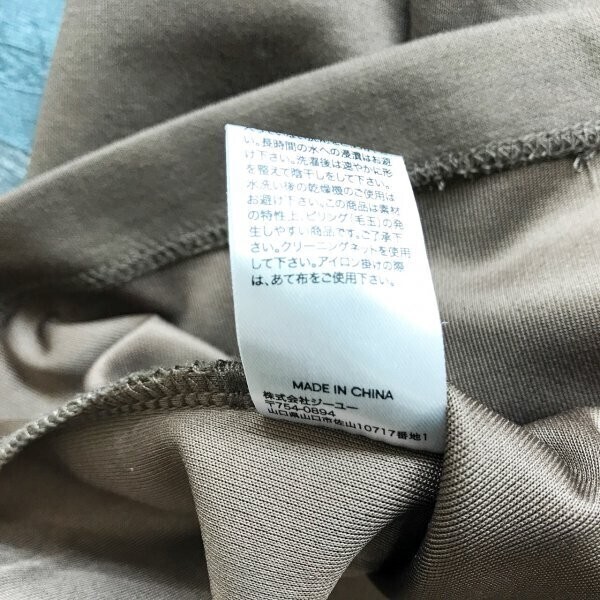 い。長時間の水への浸漬はお避
け下さい。洗濯後は速やかに形
を整えて陰干しをして下さい。
水洗い後の乾燥機のご使用は
お避け下さい。この商品は素材
の特性上、ピリング(毛玉)の発
生しやすい商品です。ご了承下
さい。クリーニングネットを使用
して下さい。アイロン掛けの際
は、あて布をご使用下さい。
MADE IN CHINA
株式会社ジーユー
〒754-0894
山口県山口市佐山10717番地1